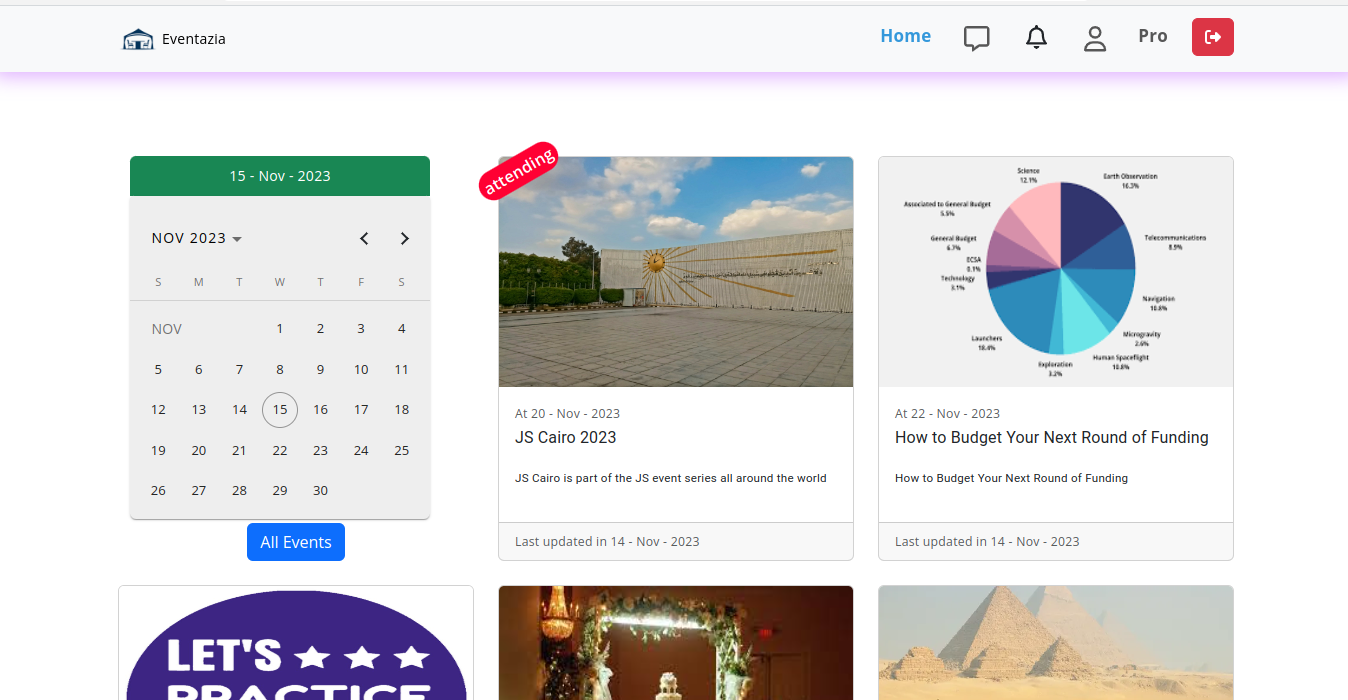 Eventazia
Home
Pro
15 - Nov - 2023
NOV 2023
S M T W T F S
NOV 1 2 3 4
5 6 7 8 9 10 11
12 13 14 15 16 17 18
19 20 21 22 23 24 25
26 27 28 29 30
All Events
attending
At 20 - Nov - 2023
JS Cairo 2023
JS Cairo is part of the JS event series all around the world
Last updated in 14 - Nov - 2023
Science
12.1%
Earth Observation
16.3%
Associated to General Budget
5.5%
Telecommunications
8.9%
General Budget
6.7%
ECSA
0.1%
Technology
3.1%
Navigation
10.8%
Microgravity
2.6%
Launchers
18.4%
Human Spaceflight
10.8%
Exploration
3.2%
At 22 - Nov - 2023
How to Budget Your Next Round of Funding
How to Budget Your Next Round of Funding
Last updated in 14 - Nov - 2023
LET'S
PRACTICE